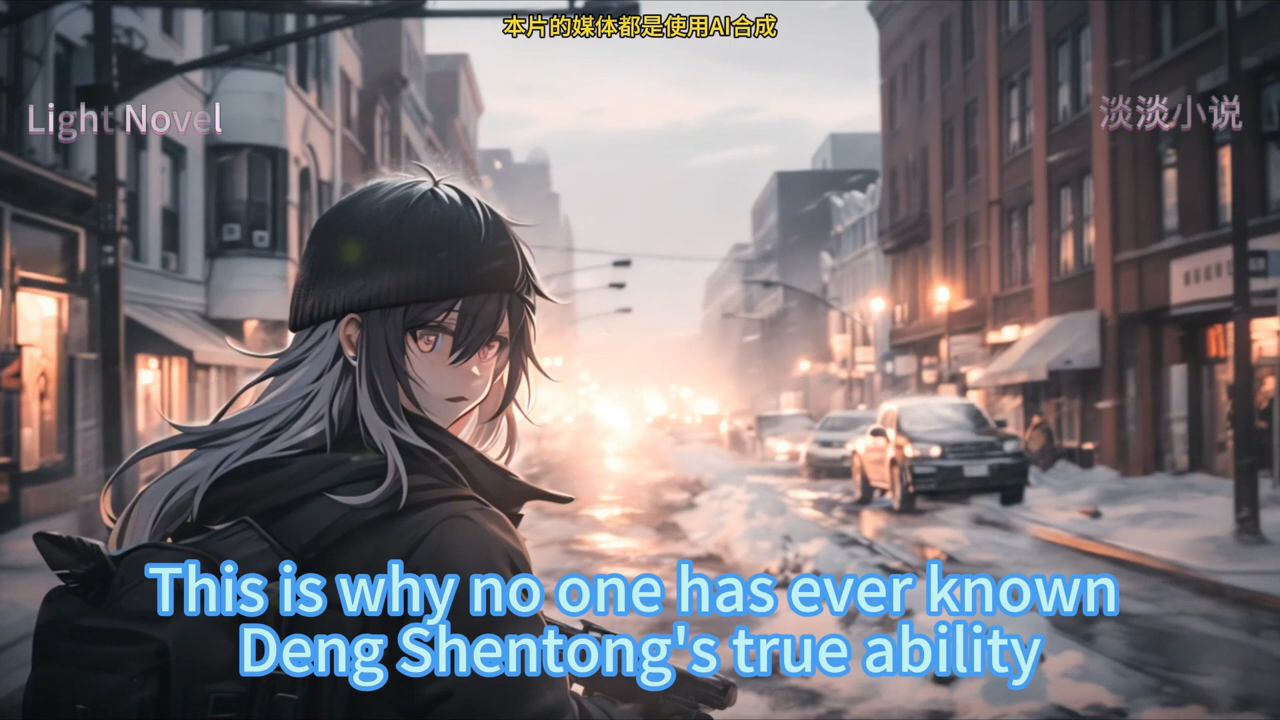 本片的媒体都是使用AI合成
Light Novel
淡淡小说
This is why no one has ever known
Deng Shentong's true ability